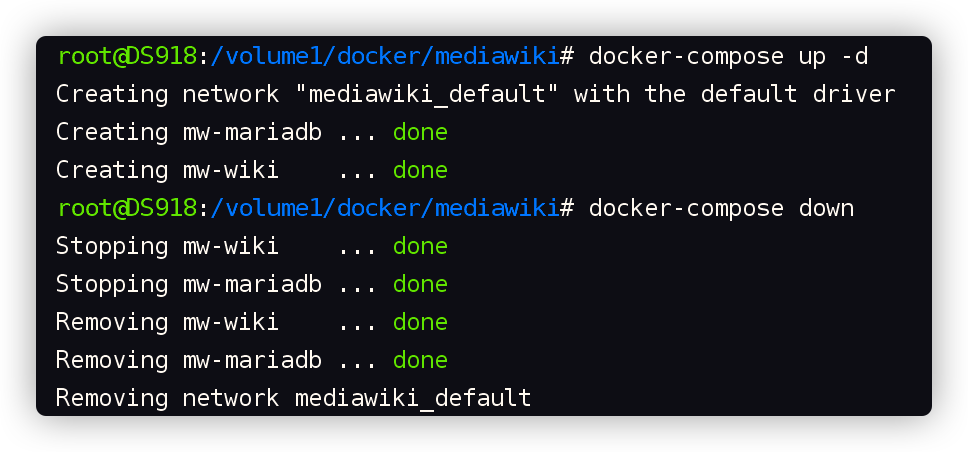 root@DS918:/volume1/docker/mediawiki# docker-compose up -d
Creating network "mediawiki_default" with the default driver
Creating mw-mariadb ... done
Creating mw-wiki    ... done
root@DS918:/volume1/docker/mediawiki# docker-compose down
Stopping mw-wiki    ... done
Stopping mw-mariadb ... done
Removing mw-wiki    ... done
Removing mw-mariadb ... done
Removing network mediawiki_default